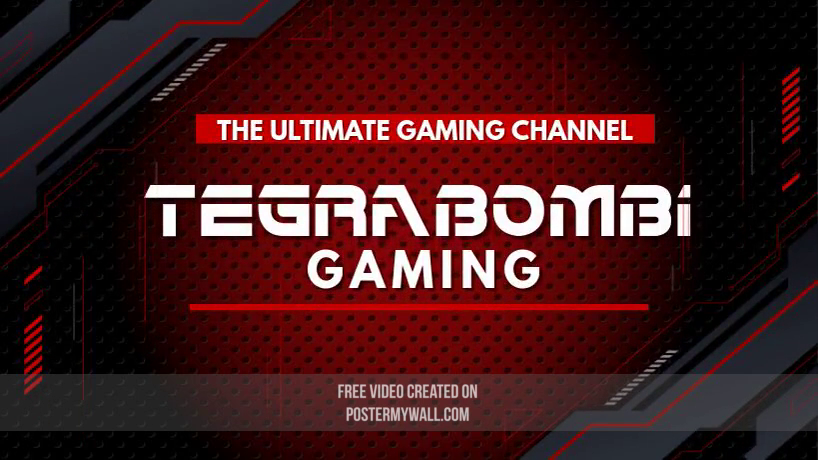 THE ULTIMATE GAMING CHANNEL
TEGRABOMBi
GAMING
FREE VIDEO CREATED ON
POSTERMYWALL.COM